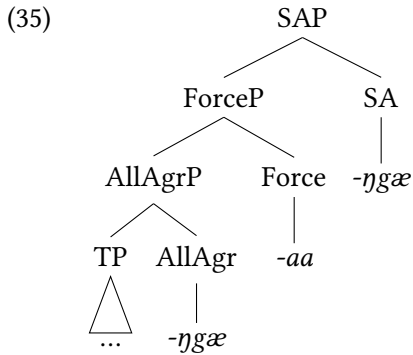 (35) SAP
ForceP SA
AllAgrP Force -ŋgæ
TP AllAgr -aa
... -ŋgæ